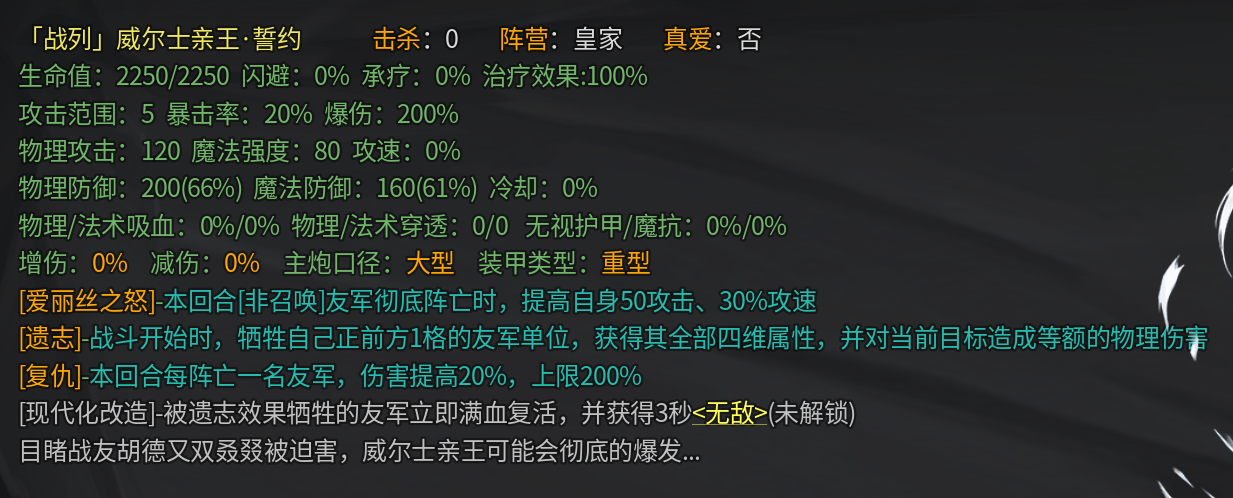 「战列」威尔士亲王·誓约 击杀：0 阵营：皇家 真爱：否
生命值：2250/2250 闪避：0% 承疗：0% 治疗效果:100%
攻击范围：5 暴击率：20% 爆伤：200%
物理攻击：120 魔法强度：80 攻速：0%
物理防御：200(66%) 魔法防御：160(61%) 冷却：0%
物理/法术吸血：0%/0% 物理/法术穿透：0/0 无视护甲/魔抗：0%/0%
增伤：0% 减伤：0% 主炮口径：大型 装甲类型：重型
[爱丽丝之怒]-本回合[非召唤]友军彻底阵亡时，提高自身50攻击、30%攻速
[遗志]-战斗开始时，牺牲自己正前方1格的友军单位，获得其全部四维属性，并对当前目标造成等额的物理伤害
[复仇]-本回合每阵亡一名友军，伤害提高20%，上限200%
[现代化改造]-被遗志效果牺牲的友军立即满血复活，并获得3秒<无敌>(未解锁)
目睹战友胡德又双叒叕被迫害，威尔士亲王可能会彻底的爆发...